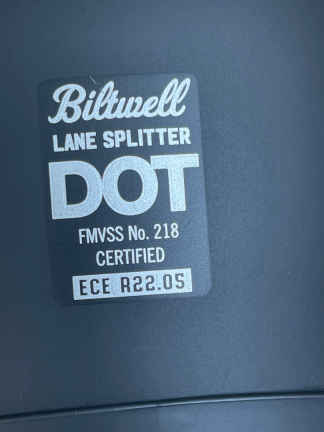 Biltwell
LANE SPLITTER
DOT
FMVSS No. 218
CERTIFIED
ECE R22.05